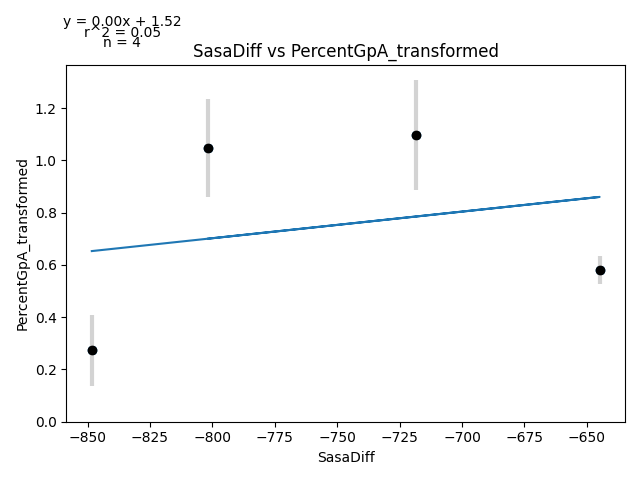 y = 0.00x + 1.52
r^2 = 0.05
n = 4
SasaDiff vs PercentGpA_transformed
PercentGpA_transformed
1.2
1.0
0.8
0.6
0.4
0.2
0.0
−850 −825 −800 −775 −750 −725 −700 −675 −650
SasaDiff